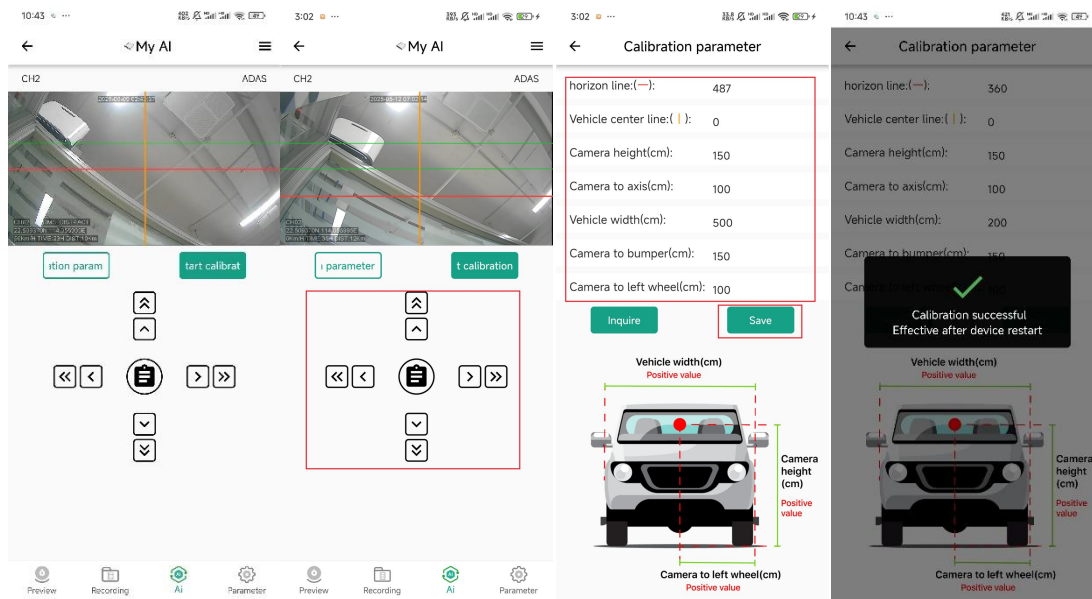 10:43
My AI
CH2
ADAS
ation param
tart calibrat
Preview
Recording
Ai
Parameter
3:02
My AI
CH2
ADAS
parameter
t calibration
Preview
Recording
Ai
Parameter
3:02
Calibration parameter
horizon line:(—):
487
Vehicle center line:( | ):
0
Camera height(cm):
150
Camera to axis(cm):
100
Vehicle width(cm):
500
Camera to bumper(cm):
150
Camera to left wheel(cm):
100
Inquire
Save
Vehicle width(cm)
Positive value
Camera
height
(cm)
Positive
value
Camera to left wheel(cm)
Positive value
10:43
Calibration parameter
horizon line:(—):
360
Vehicle center line:( | ):
0
Camera height(cm):
150
Camera to axis(cm):
100
Vehicle width(cm):
200
Camera to bumper(cm):
150
Calibration successful
Effective after device restart
Vehicle width(cm)
Positive value
Camera
height
(cm)
Positive
value
Camera to left wheel(cm)
Positive value